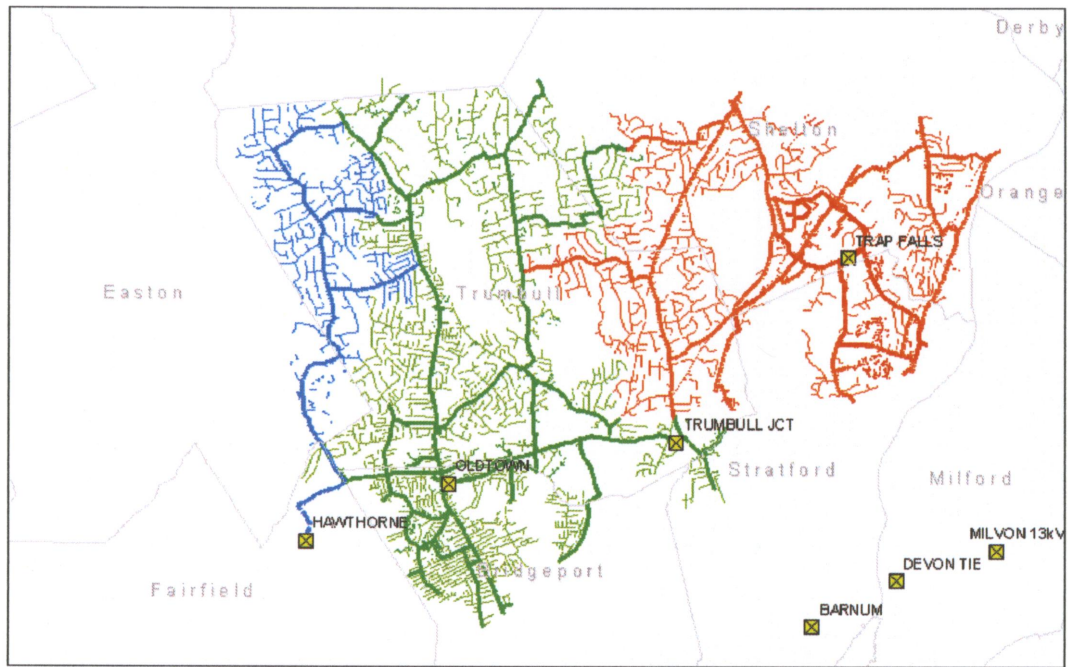 Derby
Shelton
Orange
TRAP FALLS
Easton
Trumbull
TRUMBULL JCT
OLDTOWN
Stratford
Milford
HAWTHORNE
MILVON 13kV
Bridgeport
DEVON TIE
Fairfield
BARNUM